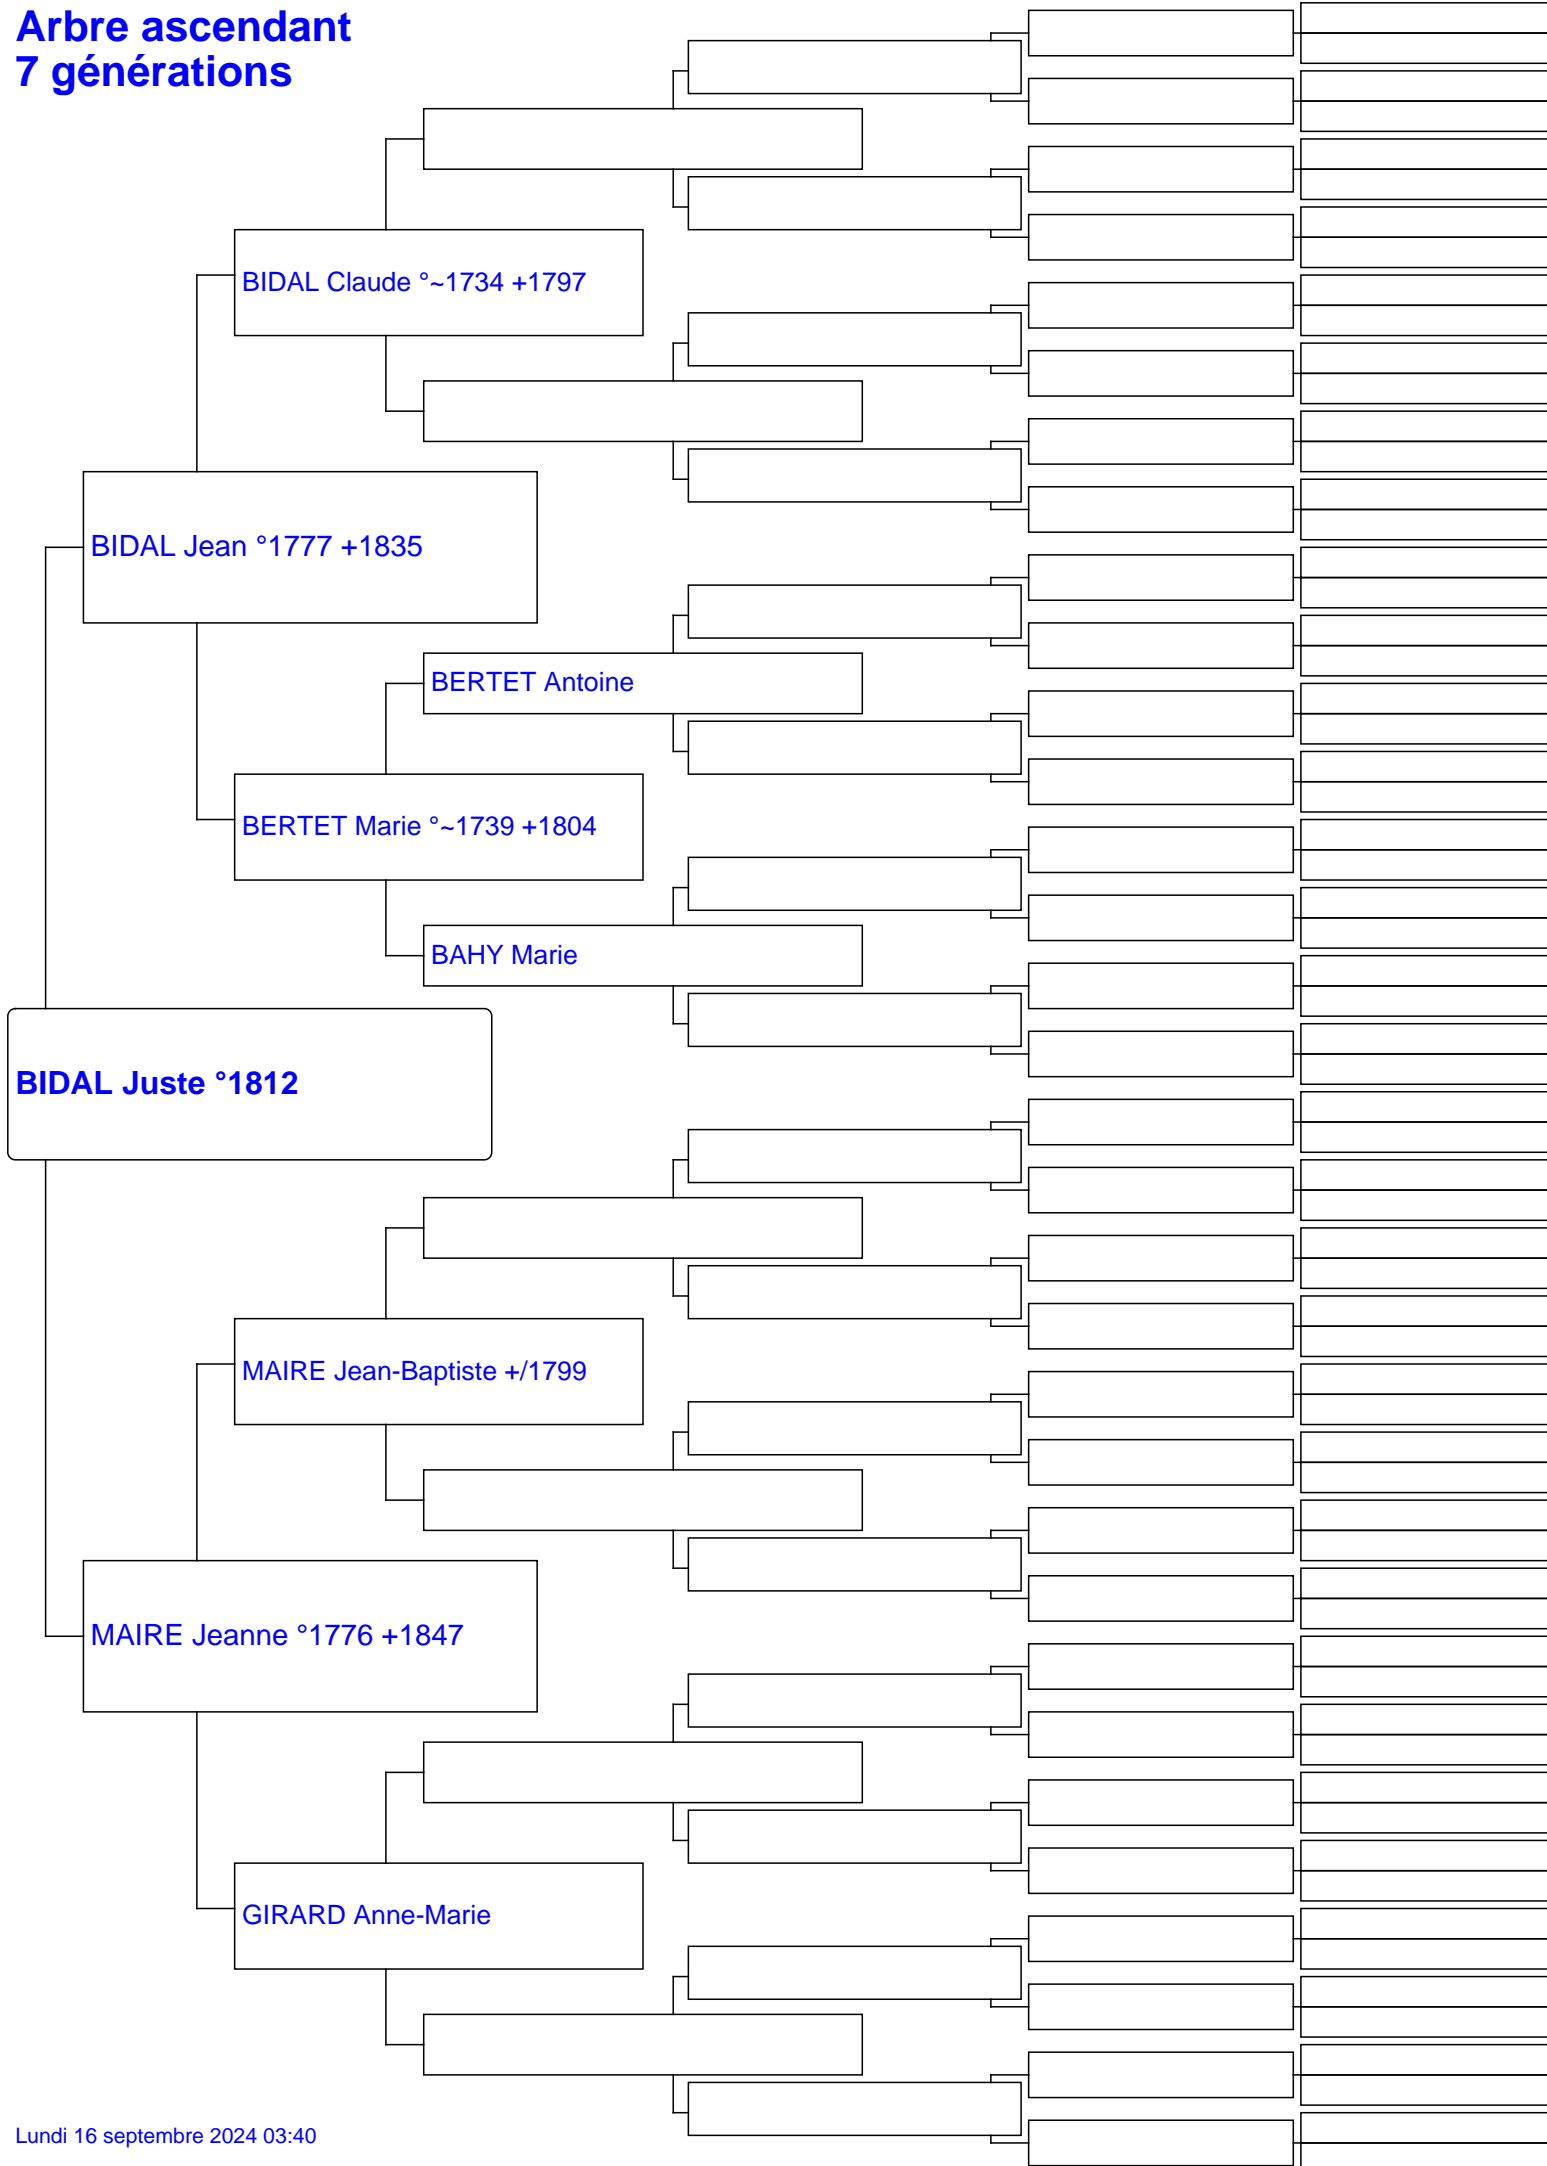 Arbre ascendant
7 générations
BIDAL Claude °~1734 +1797
BIDAL Jean °1777 +1835
BERTET Antoine
BERTET Marie °~1739 +1804
BAHY Marie
BIDAL Juste °1812
MAIRE Jean-Baptiste +/1799
MAIRE Jeanne °1776 +1847
GIRARD Anne-Marie
Lundi 16 septembre 2024 03:40